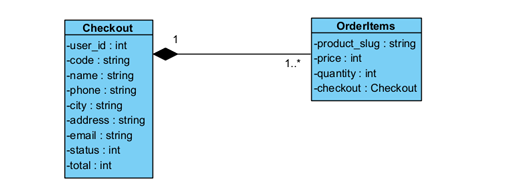 Checkout
-user_id : int
-code : string
-name : string
-phone : string
-city : string
-address : string
-email : string
-status : int
-total : int
1
1..*
OrderItems
-product_slug : string
-price : int
-quantity : int
-checkout : Checkout